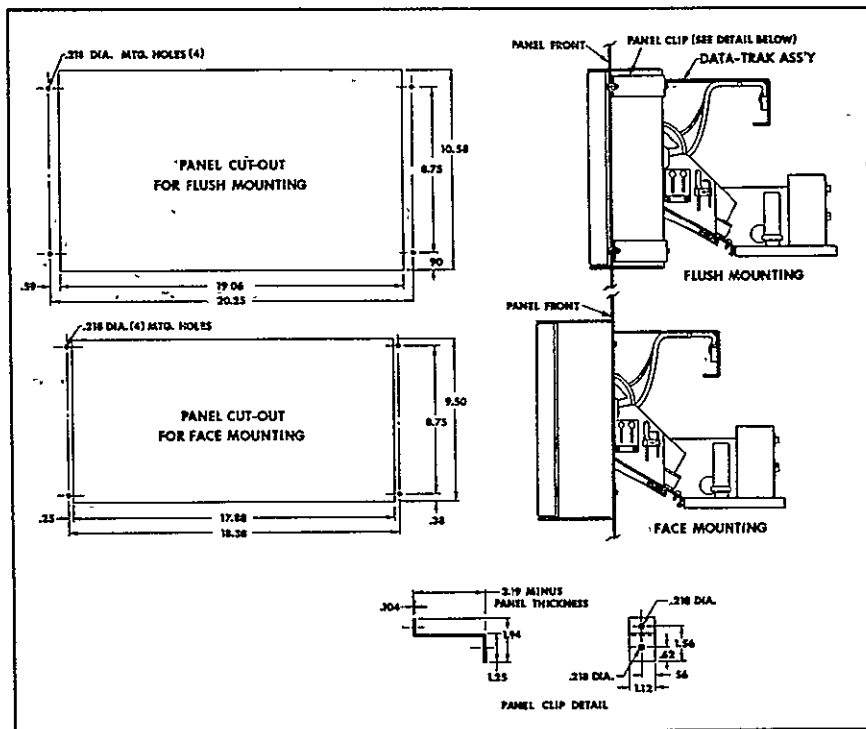 .218 DIA. MTG. HOLES (4)
PANEL CUT-OUT
FOR FLUSH MOUNTING
10.58
8.75
.90
.59
19.06
20.25
PANEL FRONT
PANEL CLIP (SEE DETAIL BELOW)
DATA-TRAK ASS'Y
FLUSH MOUNTING
.218 DIA. (4) MTG. HOLES
PANEL CUT-OUT
FOR FACE MOUNTING
9.50
8.75
.38
.25
17.88
18.38
PANEL FRONT
FACE MOUNTING
.104
3.19 MINUS
PANEL THICKNESS
1.94
1.25
.218 DIA.
1.56
.62
.218 DIA.
.56
1.12
PANEL CLIP DETAIL